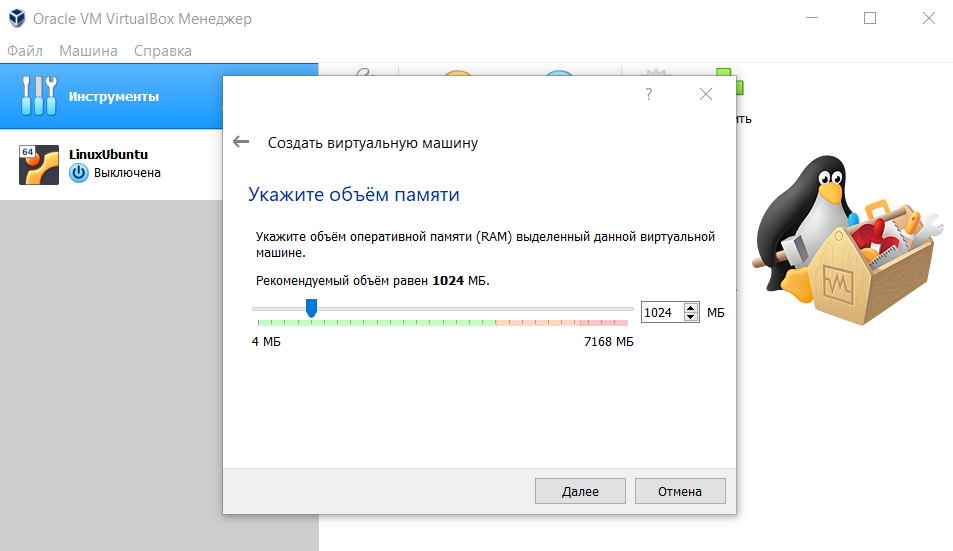 Oracle VM VirtualBox Менеджер
Файл Машина Справка
Инструменты
?
ить
64
LinuxUbuntu
Выключена
Создать виртуальную машину
Укажите объём памяти
Укажите объём оперативной памяти (RAM) выделенный данной виртуальной
машине.
Рекомендуемый объём равен 1024 МБ.
1024 МБ
4 МБ 7168 МБ
Далее Отмена